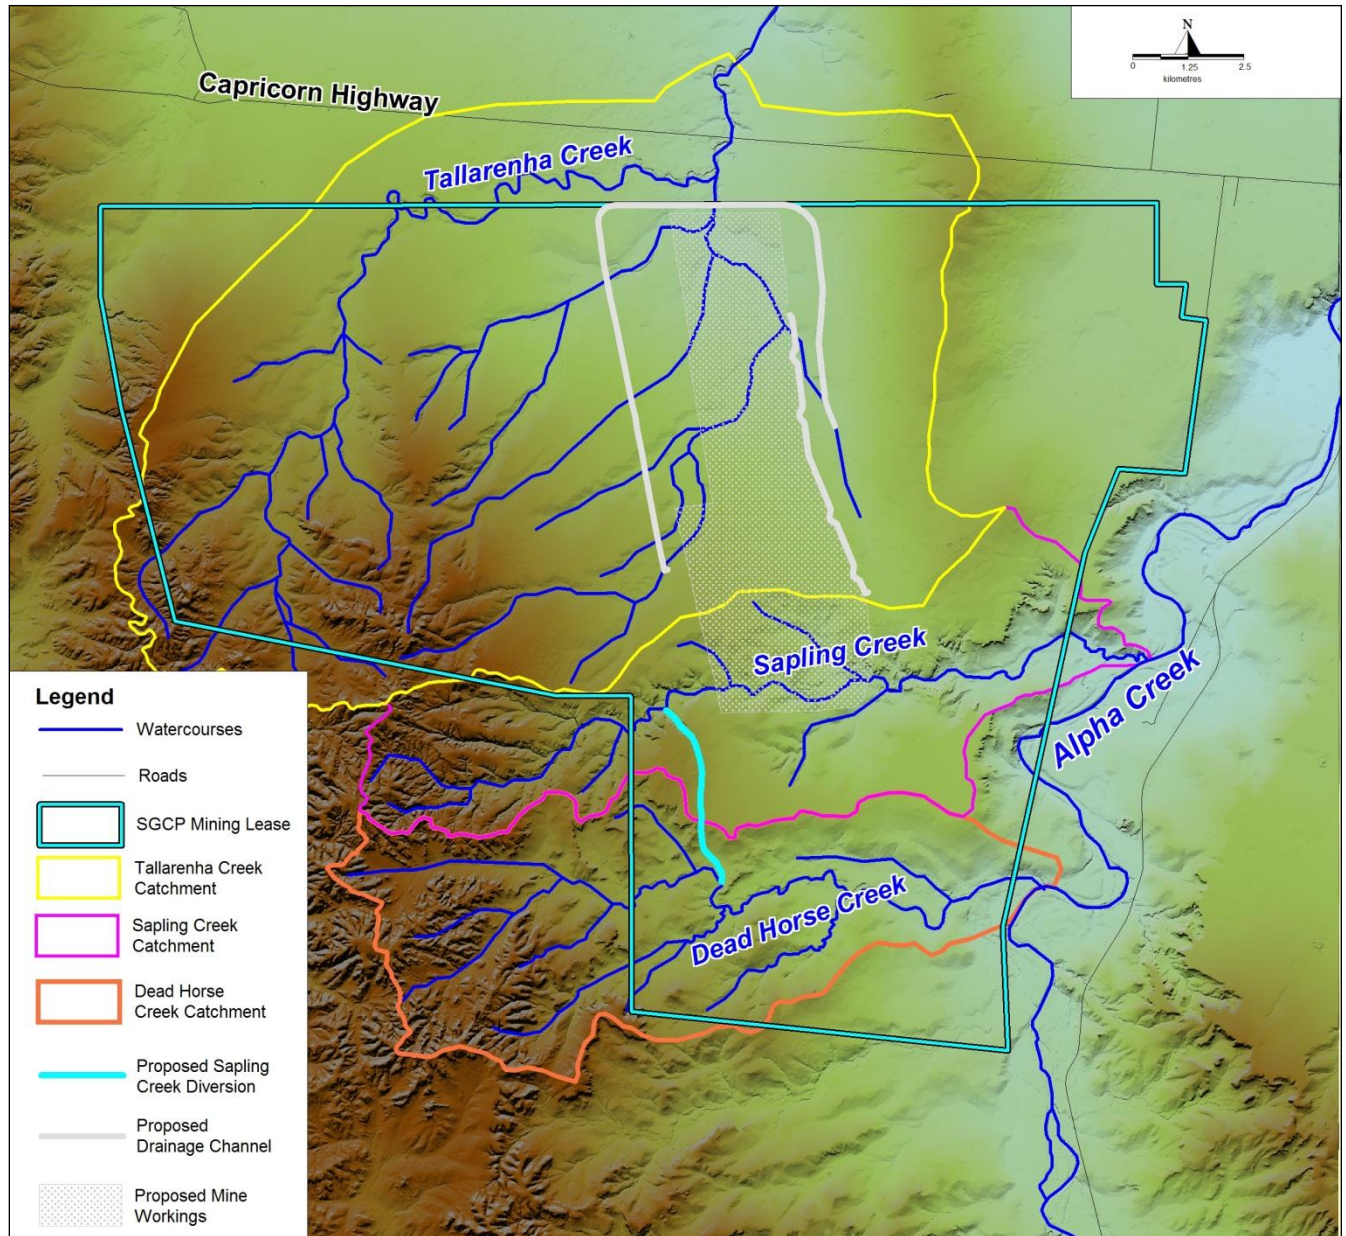 N
0 1.25 2.5
kilometres
Capricorn Highway
Tallarenha Creek
Sapling Creek
Alpha Creek
Dead Horse Creek
Legend
Watercourses
Roads
SGCP Mining Lease
Tallarenha Creek
Catchment
Sapling Creek
Catchment
Dead Horse
Creek Catchment
Proposed Sapling
Creek Diversion
Proposed
Drainage Channel
Proposed Mine
Workings